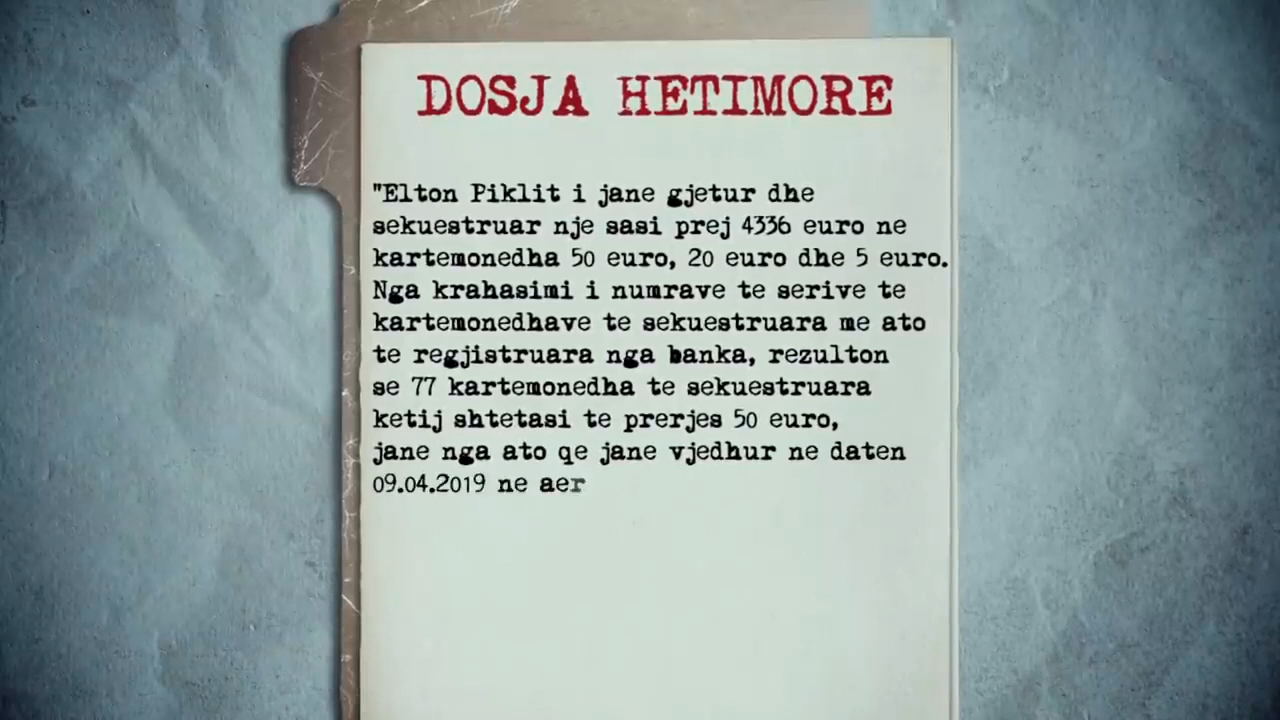 DOSJA HETIMORE
"Elton Piklit i jane gjetur dhe
sekuestruar nje sasi prej 4336 euro ne
kartemonedha 50 euro, 20 euro dhe 5 euro.
Nga krahasimi i numrave te serive te
kartemonedhave te sekuestruara me ato
te regjistruara nga banka, rezulton
se 77 kartemonedha te sekuestruara
ketij shtetasi te prerjes 50 euro,
jane nga ato qe jane vjedhur ne daten
09.04.2019 ne aer